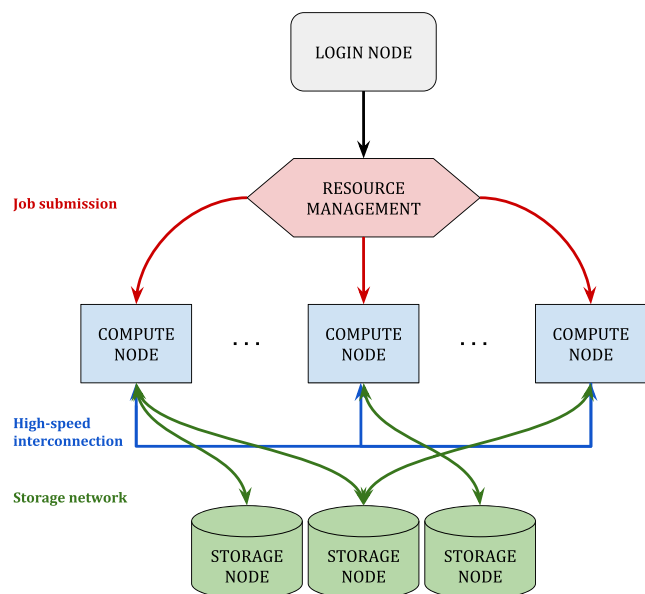 LOGIN NODE
RESOURCE
MANAGEMENT
Job submission
COMPUTE
NODE
. . .
COMPUTE
NODE
. . .
COMPUTE
NODE
High-speed
interconnection
Storage network
STORAGE
NODE
STORAGE
NODE
STORAGE
NODE